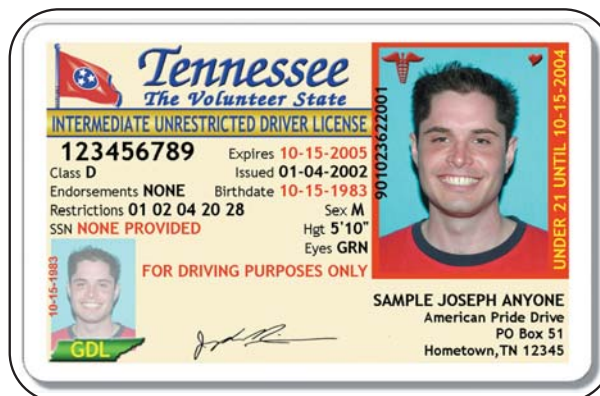 Tennessee
The Volunteer State
INTERMEDIATE UNRESTRICTED DRIVER LICENSE
123456789
Expires 10-15-2005
Class D
Issued 01-04-2002
Endorsements NONE
Birthdate 10-15-1983
Restrictions 01 02 04 20 28
Sex M
SSN NONE PROVIDED
Hgt 5'10"
Eyes GRN
FOR DRIVING PURPOSES ONLY
10-15-1983
GDL
901023622001
UNDER 21 UNTIL 10-15-2004
SAMPLE JOSEPH ANYONE
American Pride Drive
PO Box 51
Hometown,TN 12345